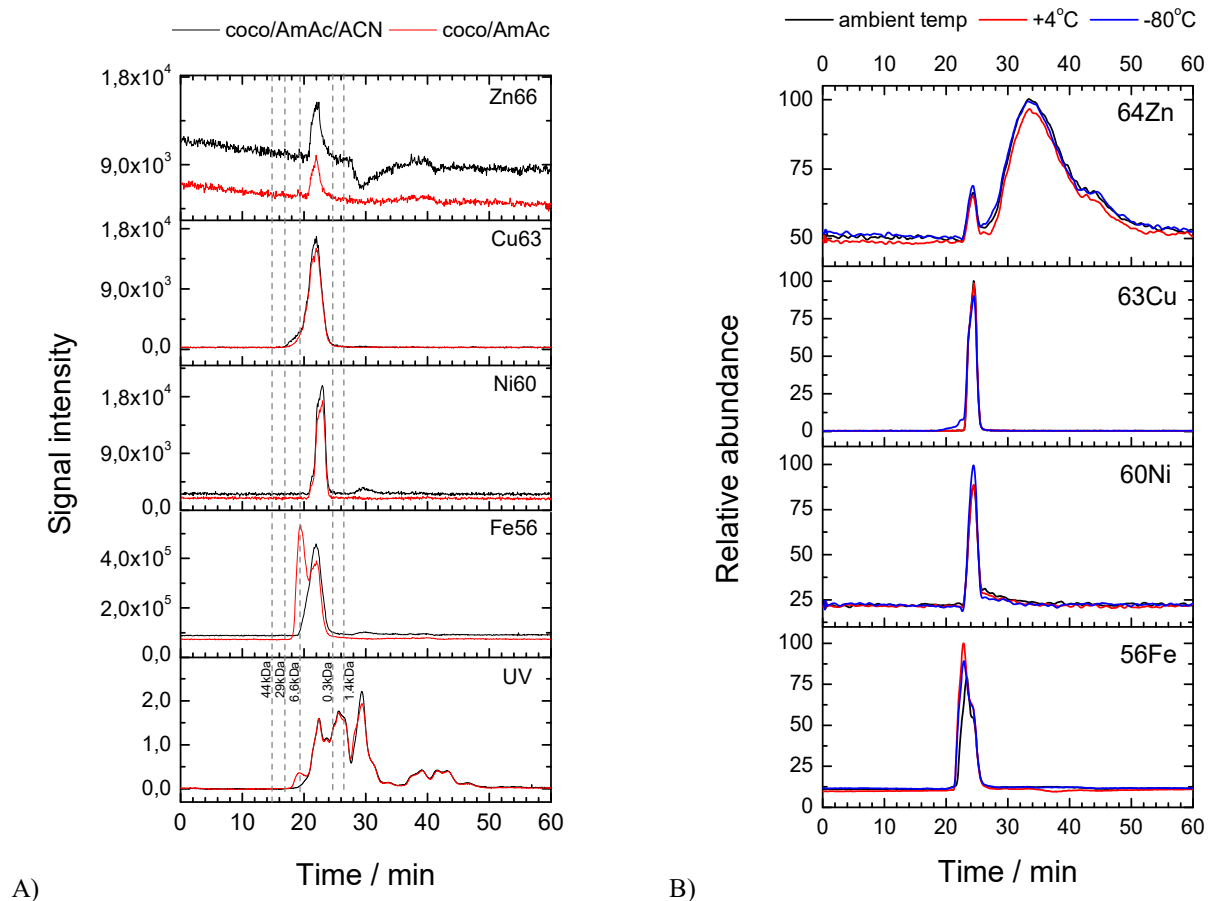 coco/AmAc/ACN coco/AmAc
1,8x10⁴
9,0x10³
Zn66
1,8x10⁴
9,0x10³
0,0
Cu63
1,8x10⁴
9,0x10³
0,0
Ni60
4,0x10⁵
2,0x10⁵
0,0
Fe56
2,0
1,0
0,0
UV
44kDa
29kDa
6.6kDa
0.3kDa
1.4kDa
0 10 20 30 40 50 60
Signal intensity
Time / min
A)
ambient temp +4°C -80°C
0 10 20 30 40 50 60
100
75
50
64Zn
100
75
50
25
0
63Cu
100
75
50
25
60Ni
100
75
50
25
0
56Fe
0 10 20 30 40 50 60
Relative abundance
Time / min
B)